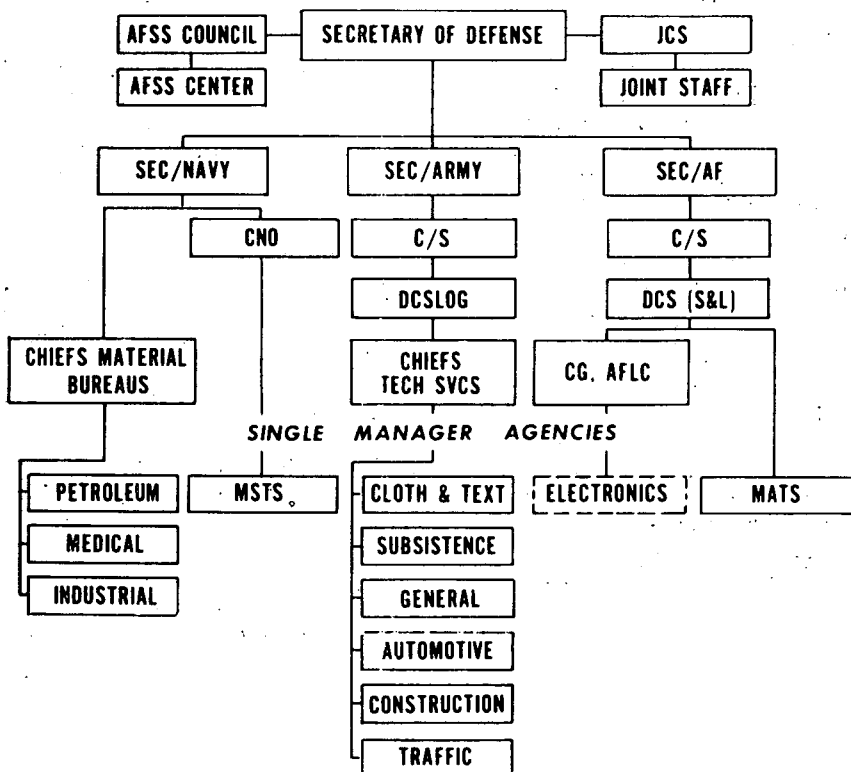 AFSS COUNCIL
SECRETARY OF DEFENSE
JCS
AFSS CENTER
JOINT STAFF
SEC/NAVY
SEC/ARMY
SEC/AF
CNO
C/S
C/S
DCSLOG
DCS (S&L)
CHIEFS MATERIAL
BUREAUS
CHIEFS
TECH SVCS
CG, AFLC
SINGLE MANAGER AGENCIES
PETROLEUM
MSTS
CLOTH & TEXT
ELECTRONICS
MATS
MEDICAL
SUBSISTENCE
INDUSTRIAL
GENERAL
AUTOMOTIVE
CONSTRUCTION
TRAFFIC